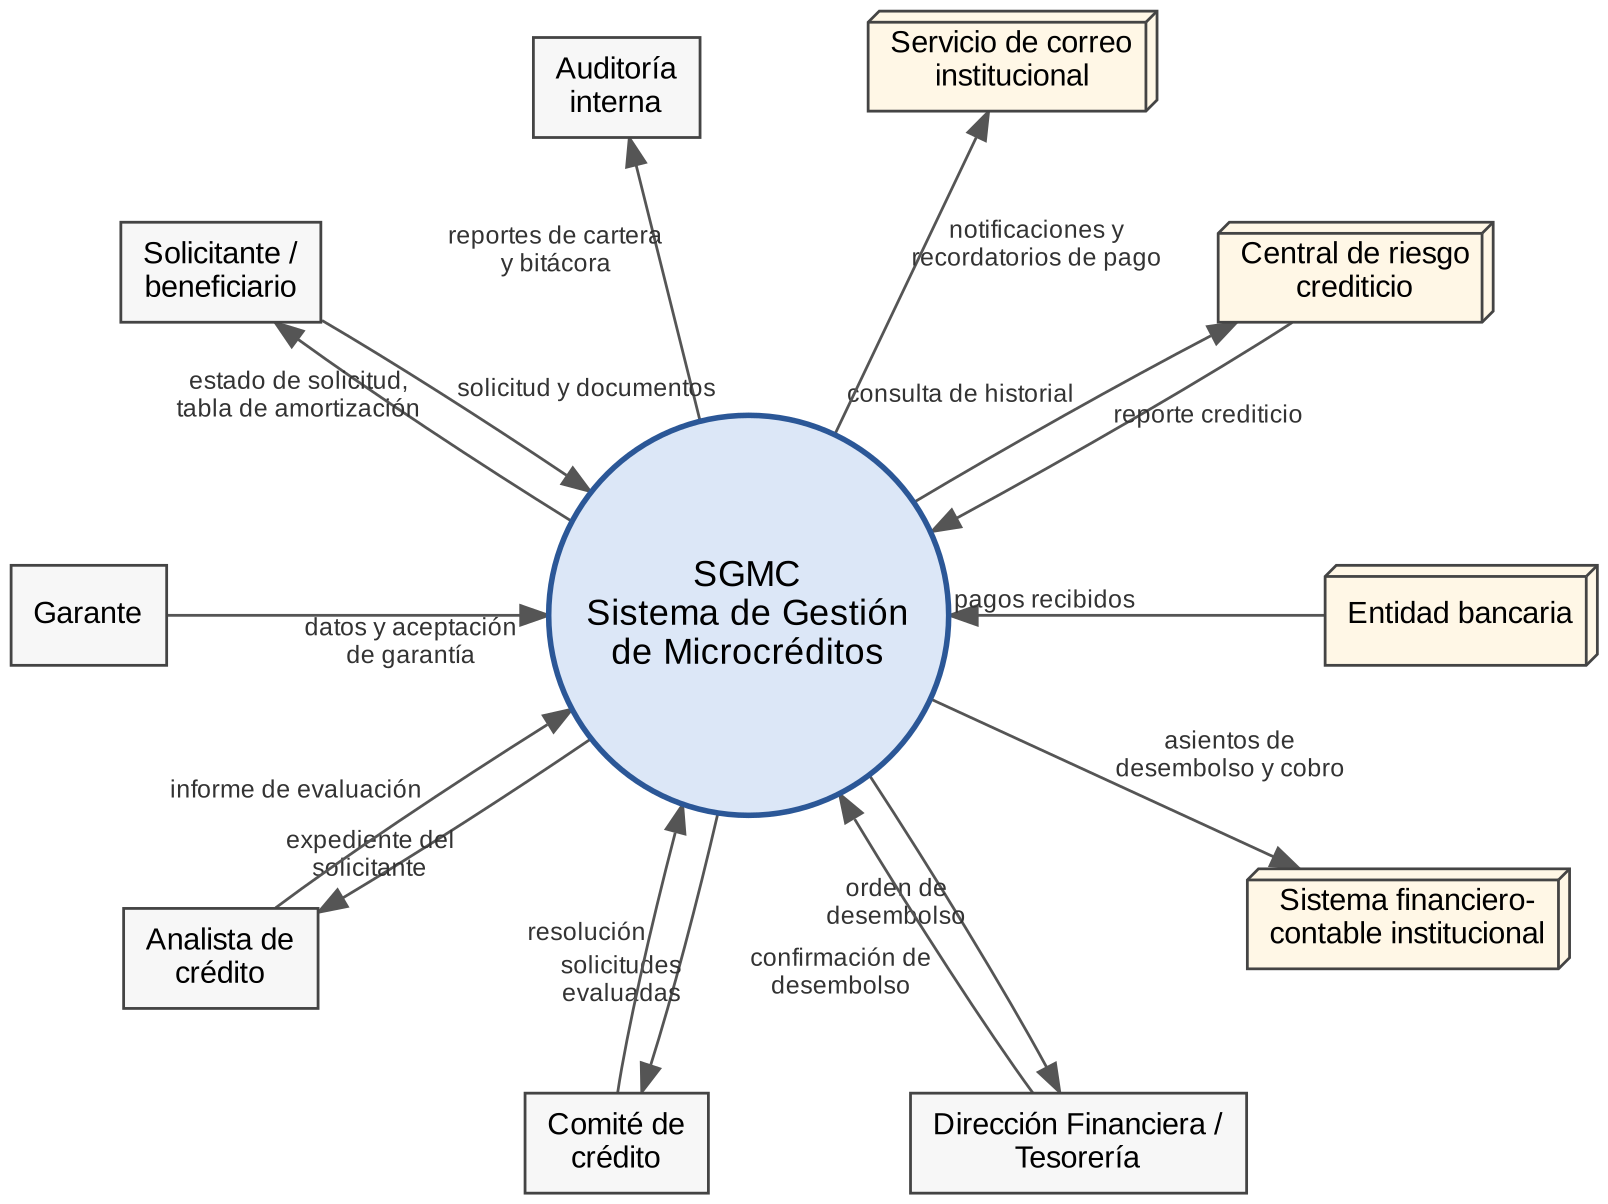 Servicio de correo
institucional
Auditoría
interna
notificaciones y
recordatorios de pago
reportes de cartera
y bitácora
Solicitante /
beneficiario
Central de riesgo
crediticio
estado de solicitud,
tabla de amortización
solicitud y documentos
consulta de historial
reporte crediticio
SGMC
Sistema de Gestión
de Microcréditos
Garante
datos y aceptación
de garantía
pagos recibidos
Entidad bancaria
asientos de
desembolso y cobro
informe de evaluación
expediente del
solicitante
orden de
desembolso
Sistema financiero-
contable institucional
Analista de
crédito
resolución
solicitudes
evaluadas
confirmación de
desembolso
Comité de
crédito
Dirección Financiera /
Tesorería